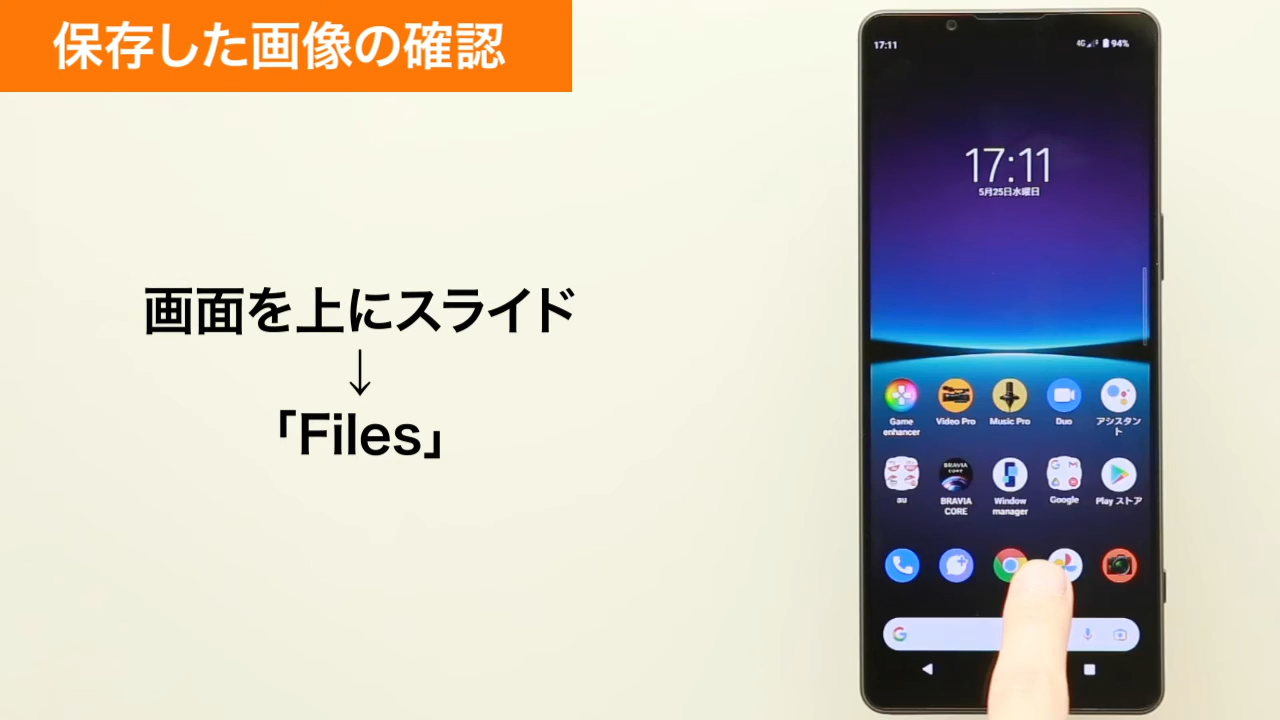 保存した画像の確認
画面を上にスライド
↓
「Files」
17:11
4G 94%
17:11
5月25日水曜日
Game enhancer
Video Pro
Music Pro
Duo
アシスタント
au
BRAVIA CORE
BRAVIA CORE
Window manager
Google
Play ストア